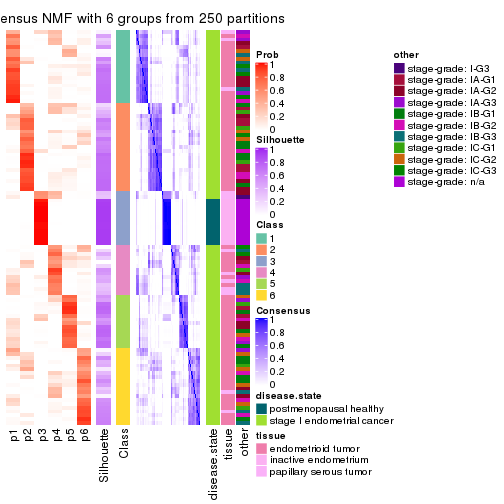 ensus NMF with 6 groups from 250 partitions
Prob
1
0.8
0.6
0.4
0.2
0
Silhouette
1
0.8
0.6
0.4
0.2
0
Class
1
2
3
4
5
6
Consensus
1
0.8
0.6
0.4
0.2
0
disease.state
postmenopausal healthy
stage I endometrial cancer
tissue
endometrioid tumor
inactive endometrium
papillary serous tumor
other
stage-grade: I-G3
stage-grade: IA-G1
stage-grade: IA-G2
stage-grade: IA-G3
stage-grade: IB-G1
stage-grade: IB-G2
stage-grade: IB-G3
stage-grade: IC-G1
stage-grade: IC-G2
stage-grade: IC-G3
stage-grade: n/a
p1
p2
p3
p4
p5
p6
Silhouette
Class
disease.state
tissue
other